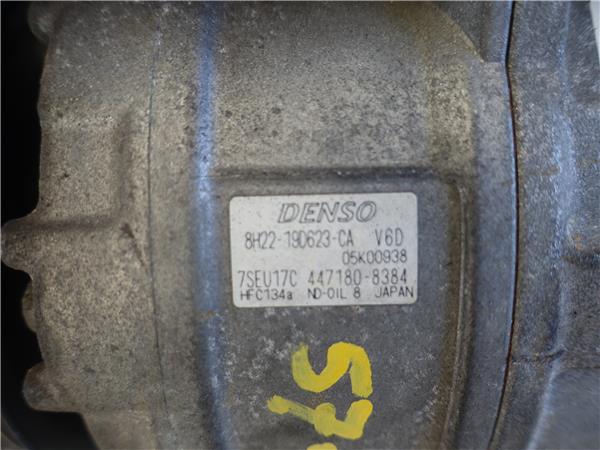 DENSO
8H22-19D623-CA V6D
05K00938
7SEU17C 447180-8384
HFC134a ND-OIL 8 JAPAN